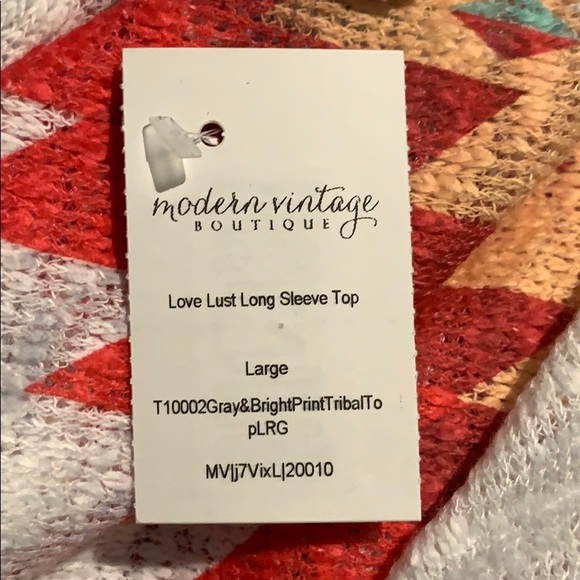 modern vintage
BOUTIQUE
Love Lust Long Sleeve Top
Large
T10002Gray&BrightPrintTribalTo
pLRG
MV|j7VixL|20010